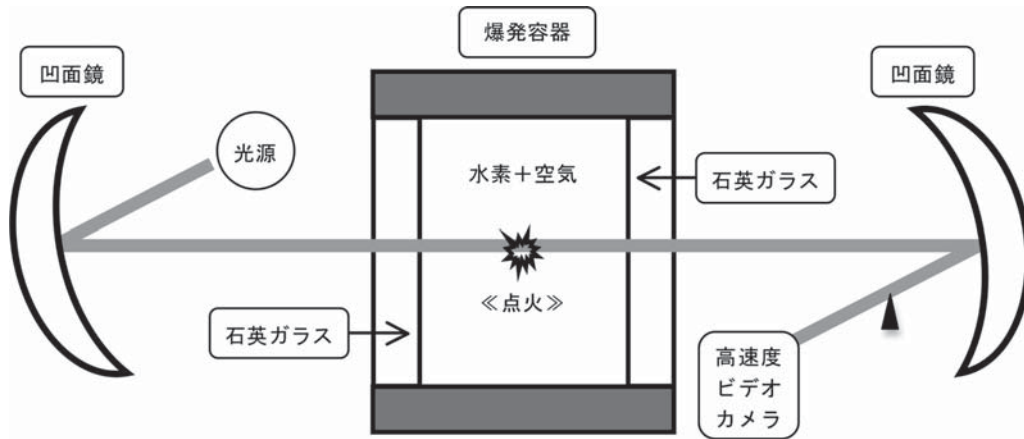 爆発容器
凹面鏡
凹面鏡
光源
水素＋空気
石英ガラス
≪点火≫
石英ガラス
高速度
ビデオ
カメラ